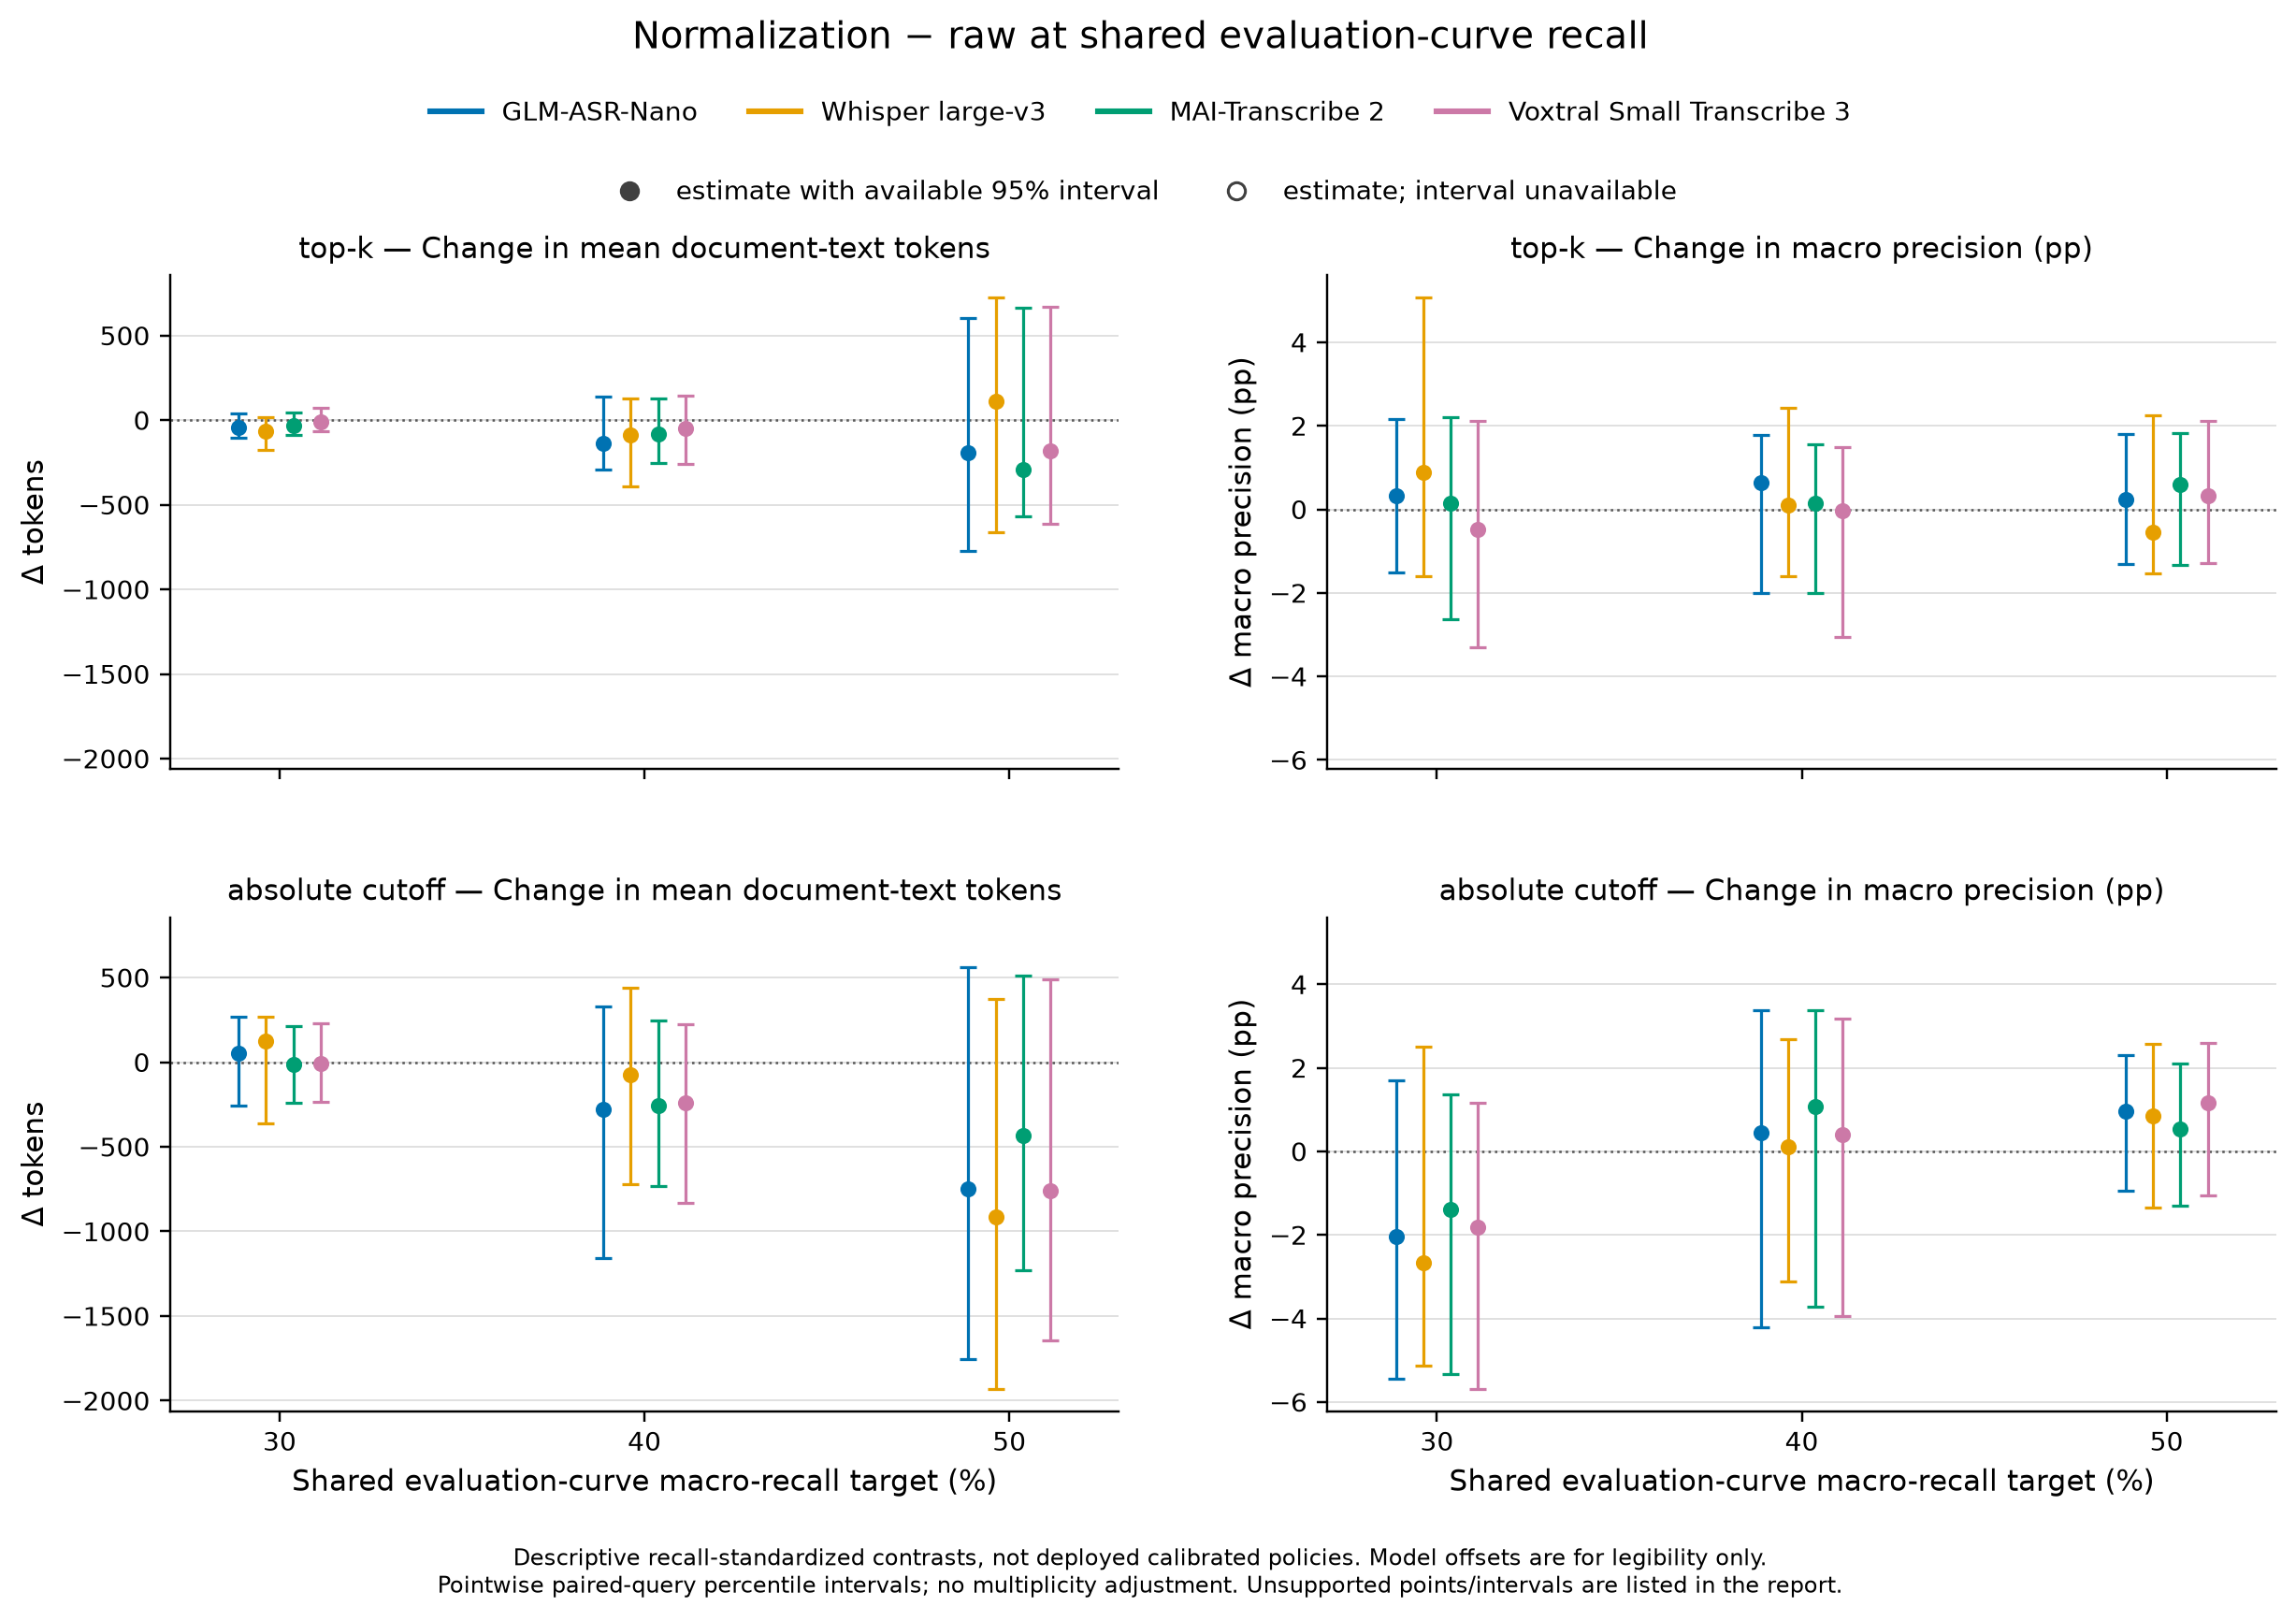 Normalization − raw at shared evaluation-curve recall
GLM-ASR-Nano Whisper large-v3 MAI-Transcribe 2 Voxtral Small Transcribe 3
estimate with available 95% interval estimate; interval unavailable
top-k — Change in mean document-text tokens
Δ tokens
500
0
−500
−1000
−1500
−2000
top-k — Change in macro precision (pp)
Δ macro precision (pp)
4
2
0
−2
−4
−6
absolute cutoff — Change in mean document-text tokens
Δ tokens
500
0
−500
−1000
−1500
−2000
30 40 50
Shared evaluation-curve macro-recall target (%)
absolute cutoff — Change in macro precision (pp)
Δ macro precision (pp)
4
2
0
−2
−4
−6
30 40 50
Shared evaluation-curve macro-recall target (%)
Descriptive recall-standardized contrasts, not deployed calibrated policies. Model offsets are for legibility only.
Pointwise paired-query percentile intervals; no multiplicity adjustment. Unsupported points/intervals are listed in the report.